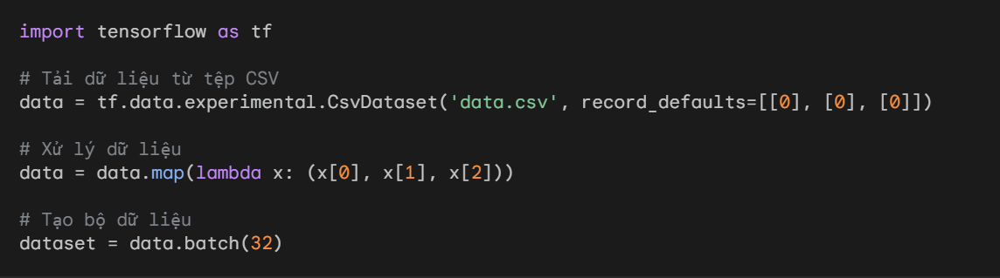 import tensorflow as tf
# Tải dữ liệu từ tệp CSV
data = tf.data.experimental.CsvDataset('data.csv', record_defaults=[[0], [0], [0]])
# Xử lý dữ liệu
data = data.map(lambda x: (x[0], x[1], x[2]))
# Tạo bộ dữ liệu
dataset = data.batch(32)